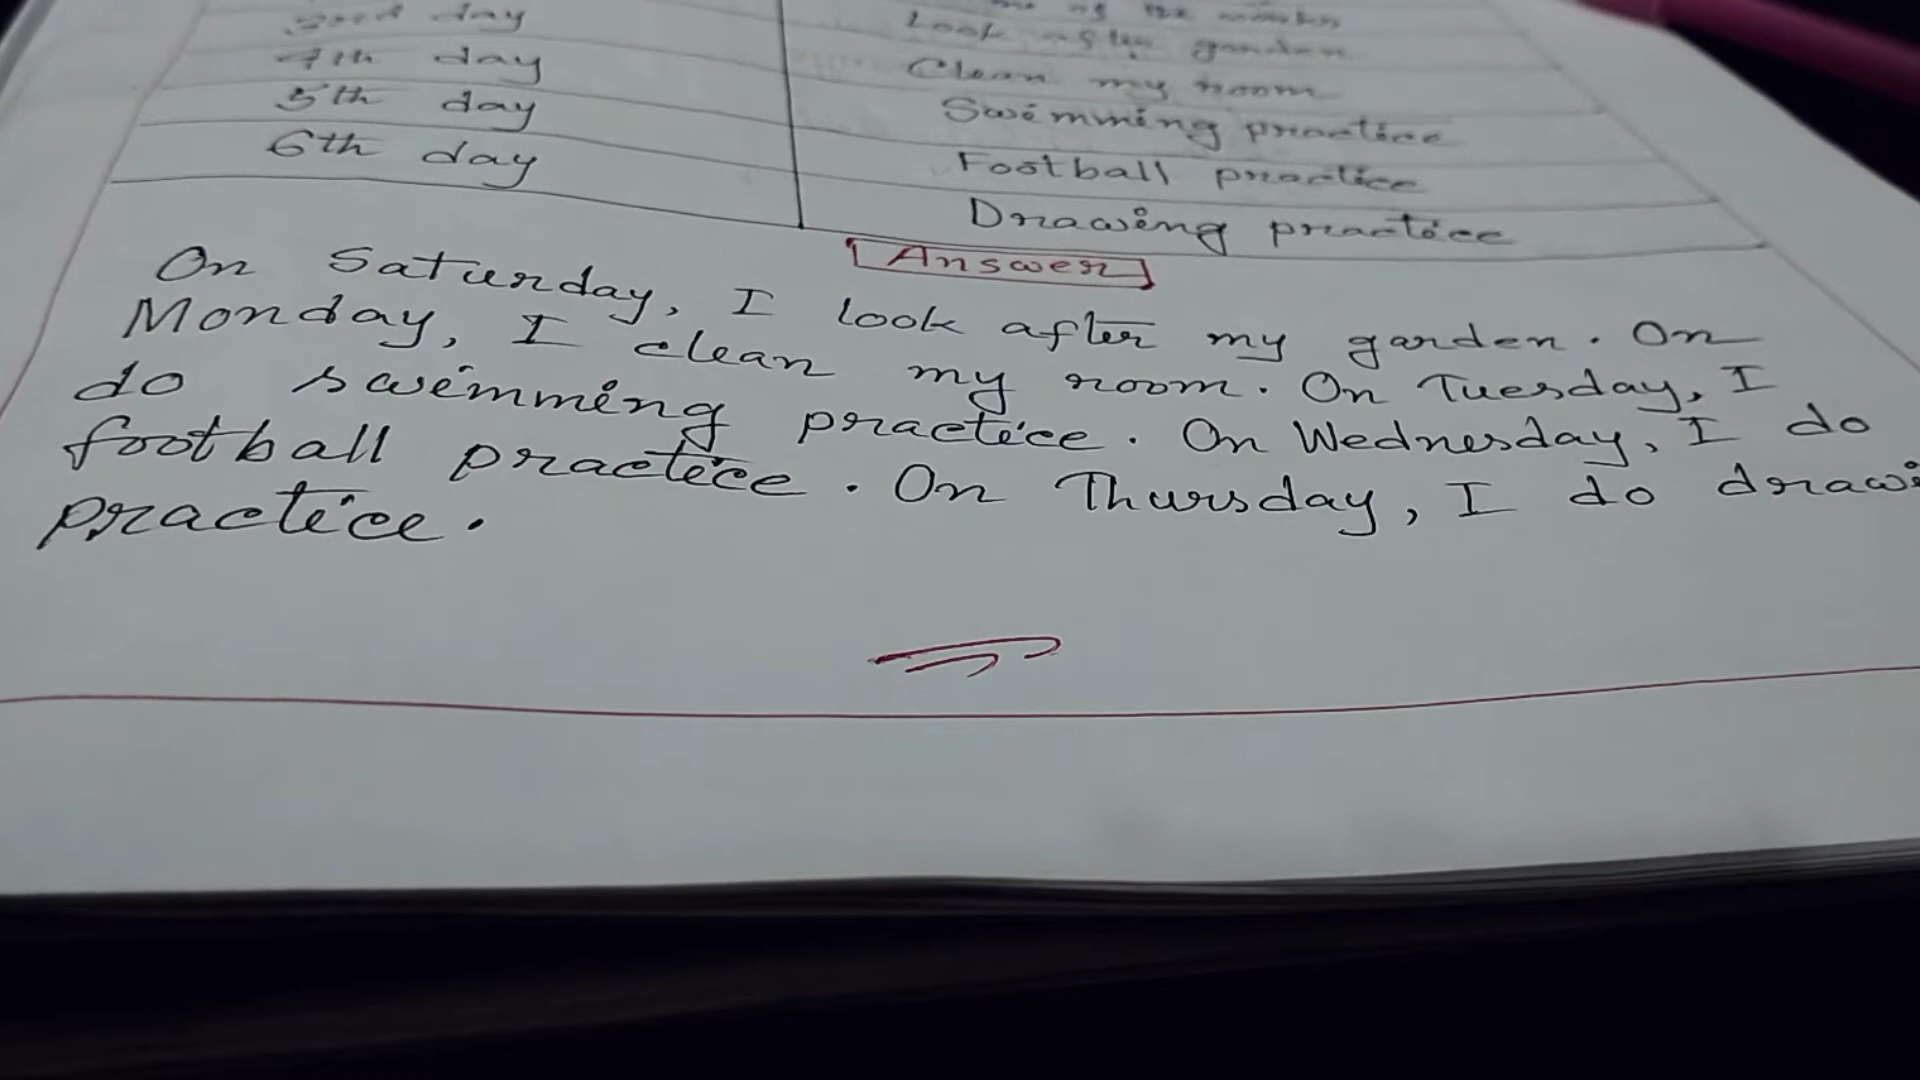 day
Look after garden
4th day Clean my room
5th day Swimming practice
6th day Football practice
Drawing practice
Answer
On Saturday, I look after my garden. On
Monday, I clean my room. On Tuesday, I
do swimming practice. On Wednesday, I do
football practice. On Thursday, I do drawi
practice.